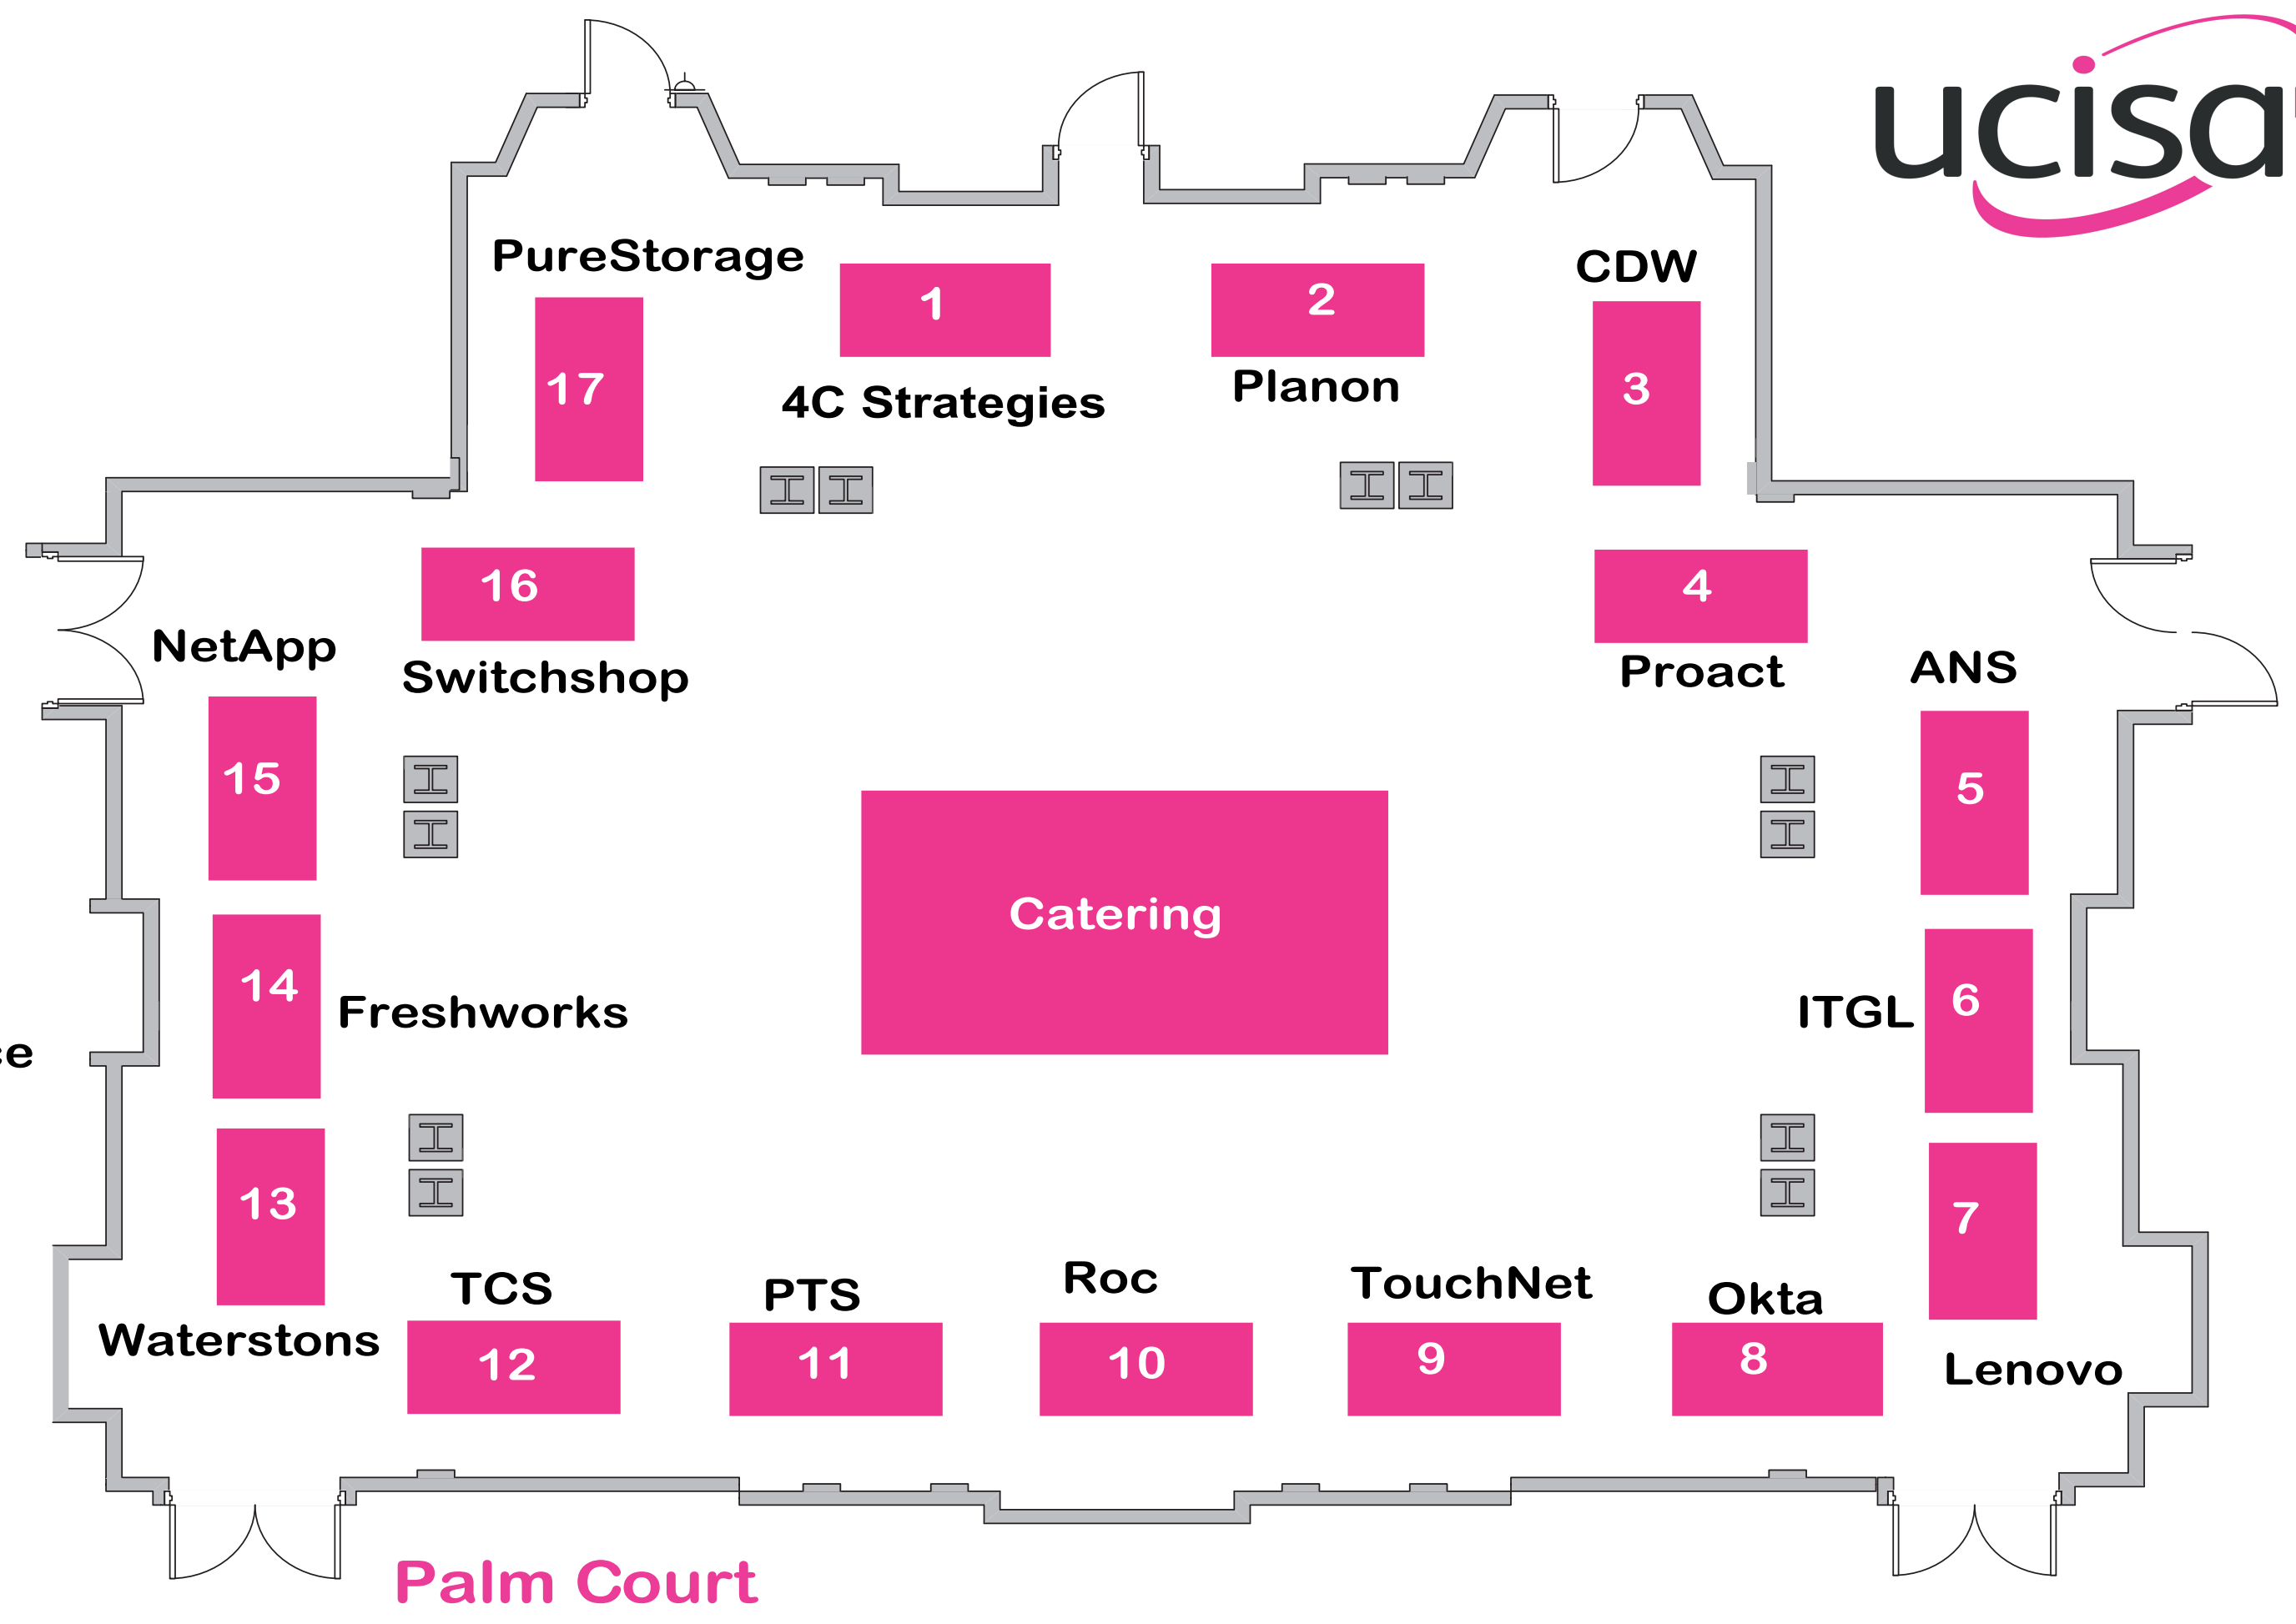 ucisa
PureStorage
CDW
1
2
17
4C Strategies
Planon
3
16
4
NetApp
Switchshop
Proact
ANS
15
5
Catering
14
Freshworks
ITGL
6
13
7
TCS
PTS
Roc
TouchNet
Okta
Waterstons
12
11
10
9
8
Lenovo
Palm Court